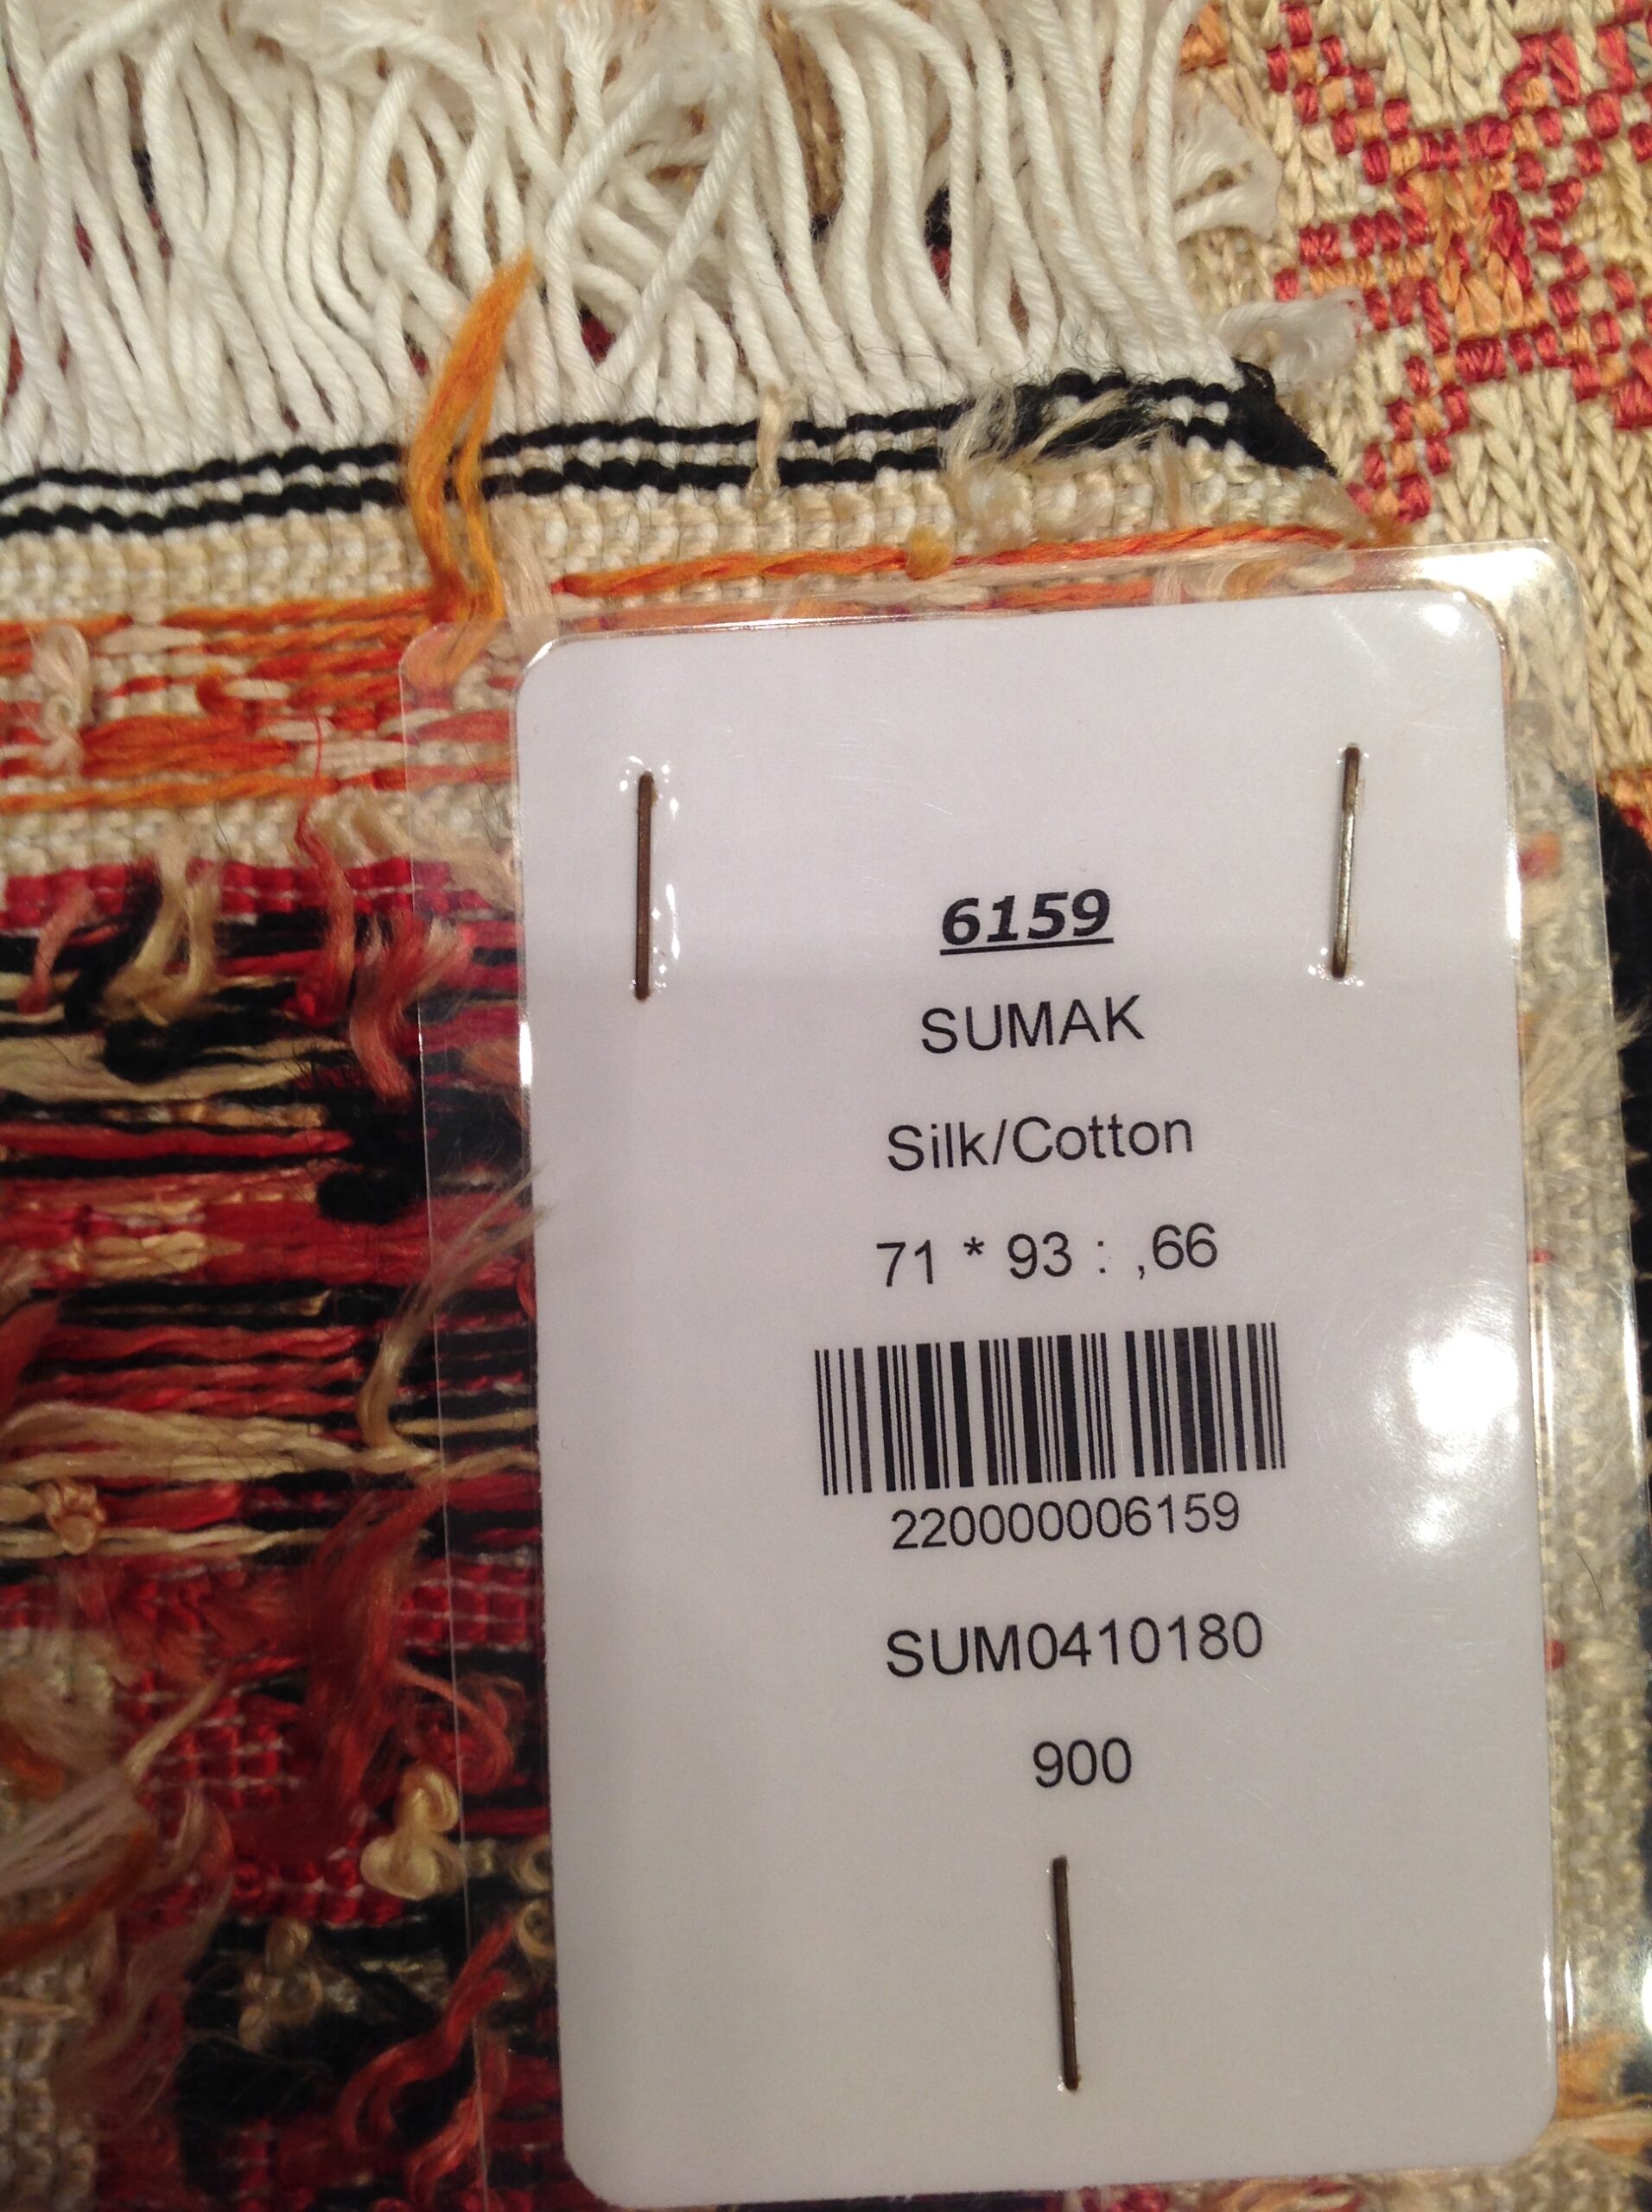 6159
SUMAK
Silk/Cotton
71 * 93 : ,66
220000006159
SUM0410180
900